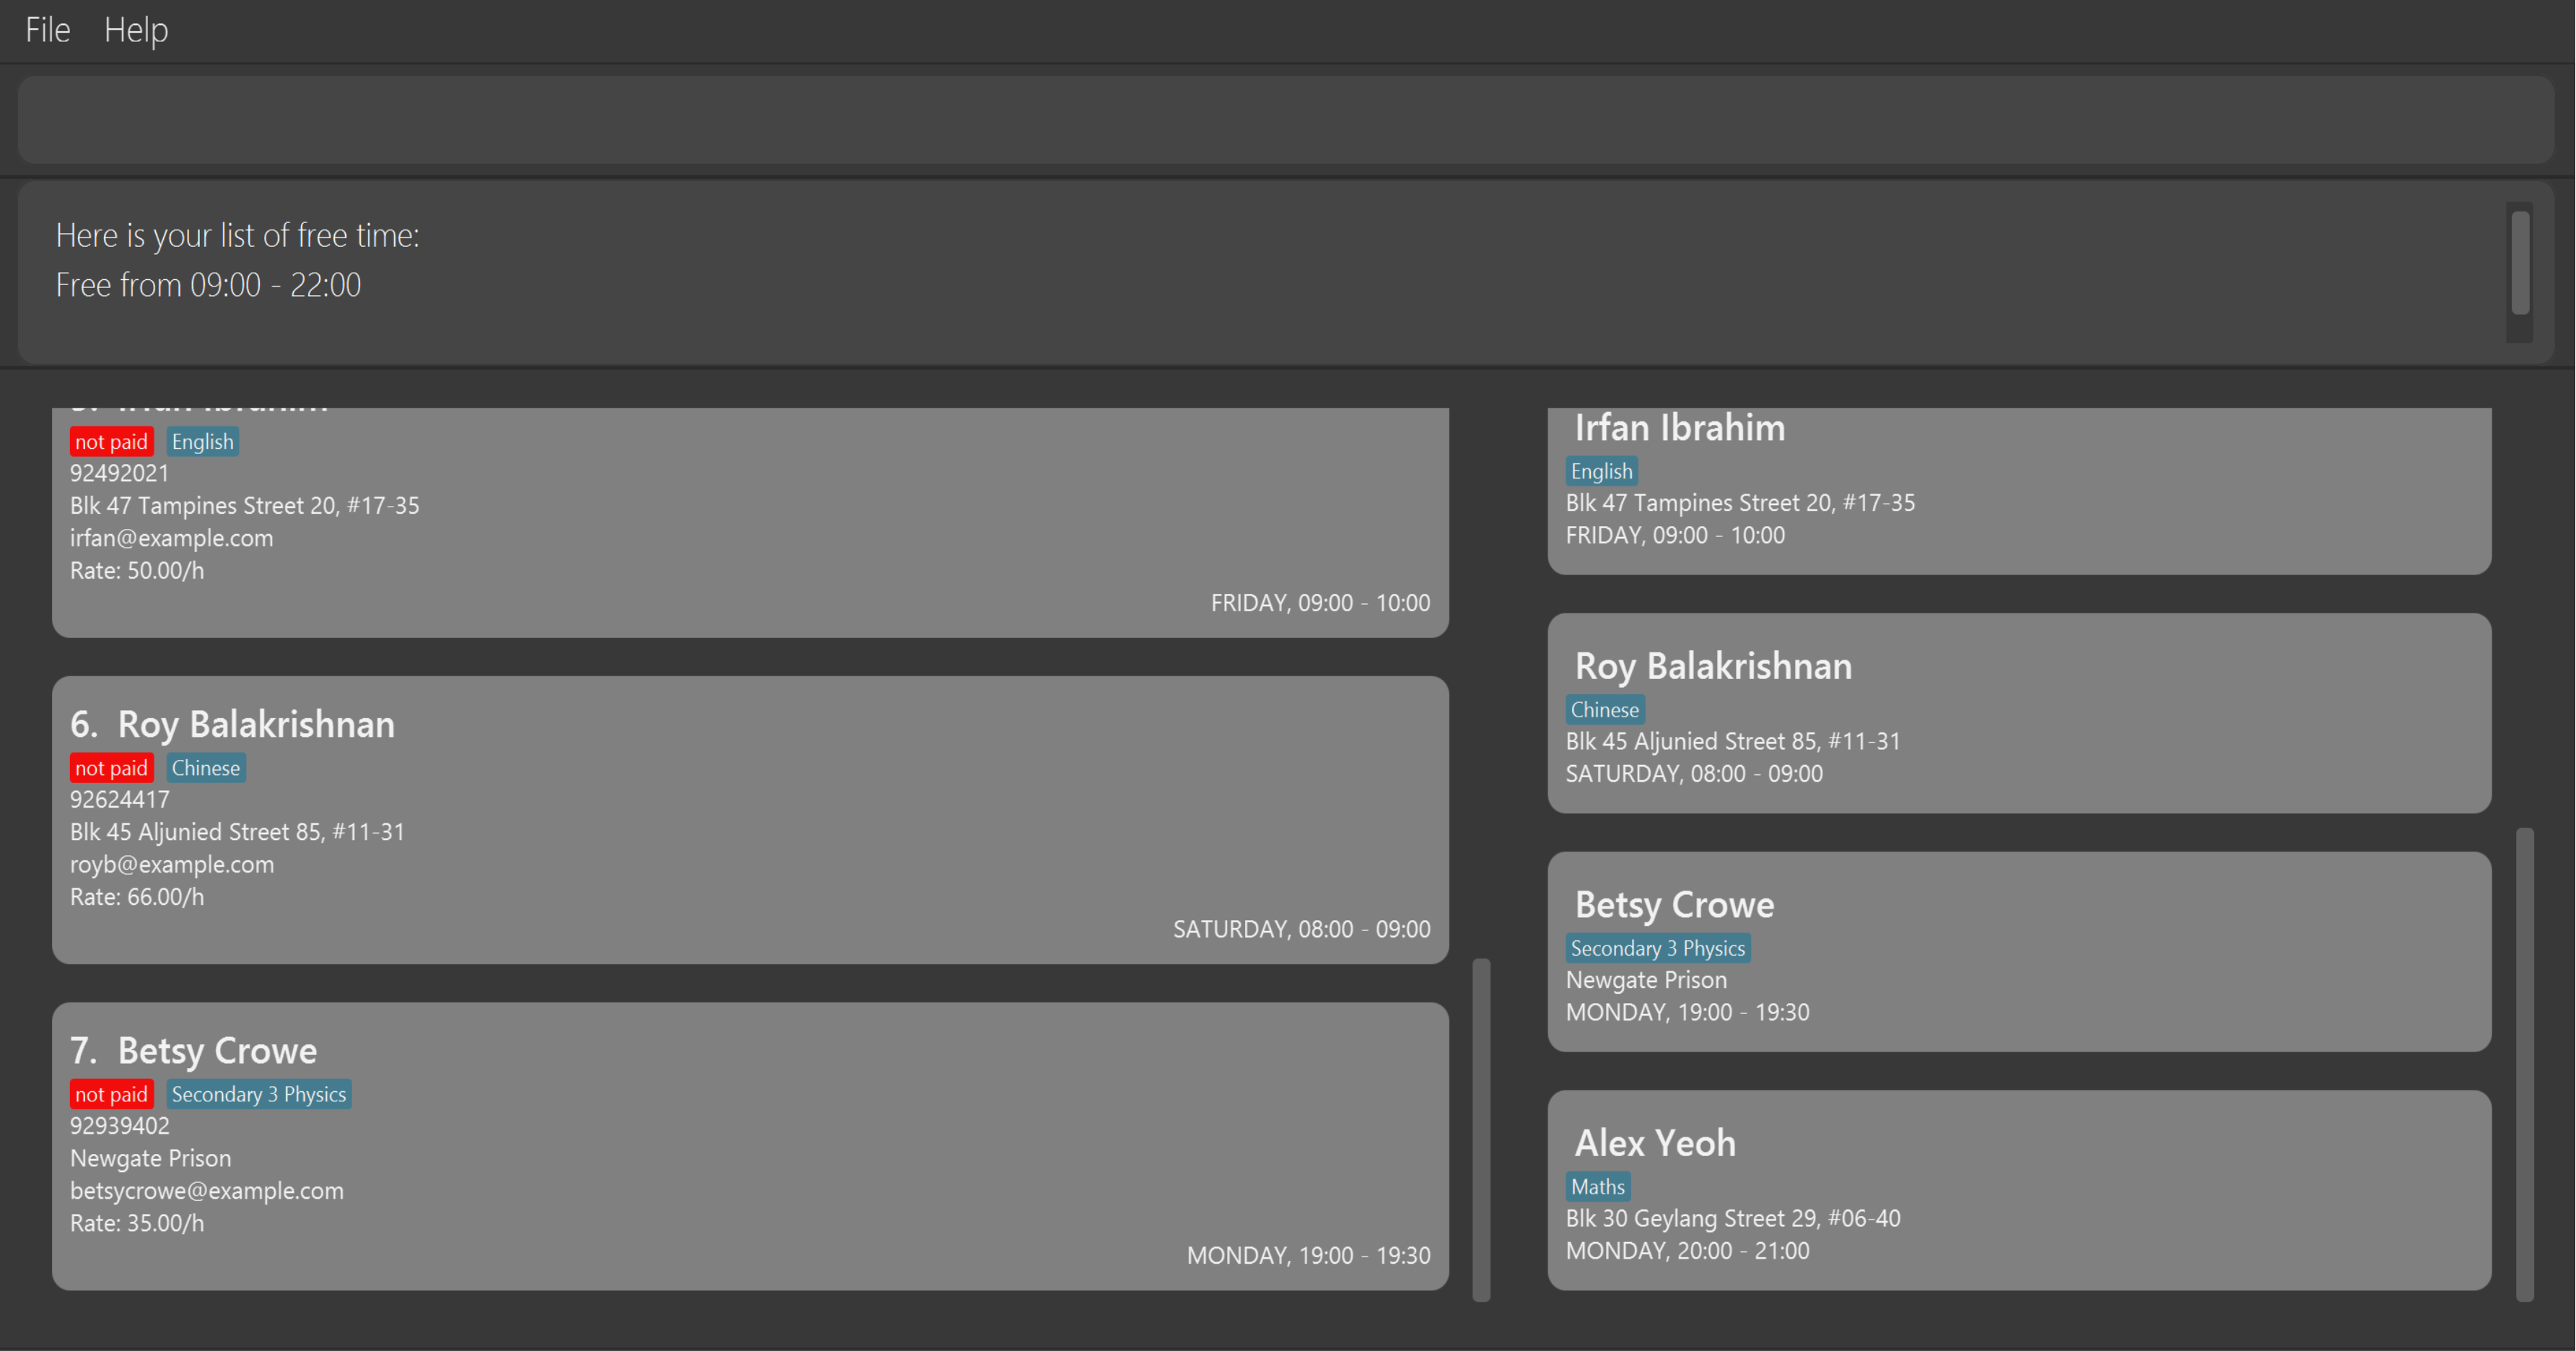 File Help
Here is your list of free time:
Free from 09:00 - 22:00
not paid English
92492021
Blk 47 Tampines Street 20, #17-35
irfan@example.com
Rate: 50.00/h
FRIDAY, 09:00 - 10:00
6. Roy Balakrishnan
not paid Chinese
92624417
Blk 45 Aljunied Street 85, #11-31
royb@example.com
Rate: 66.00/h
SATURDAY, 08:00 - 09:00
7. Betsy Crowe
not paid Secondary 3 Physics
92939402
Newgate Prison
betsycrowe@example.com
Rate: 35.00/h
MONDAY, 19:00 - 19:30
Irfan Ibrahim
English
Blk 47 Tampines Street 20, #17-35
FRIDAY, 09:00 - 10:00
Roy Balakrishnan
Chinese
Blk 45 Aljunied Street 85, #11-31
SATURDAY, 08:00 - 09:00
Betsy Crowe
Secondary 3 Physics
Newgate Prison
MONDAY, 19:00 - 19:30
Alex Yeoh
Maths
Blk 30 Geylang Street 29, #06-40
MONDAY, 20:00 - 21:00